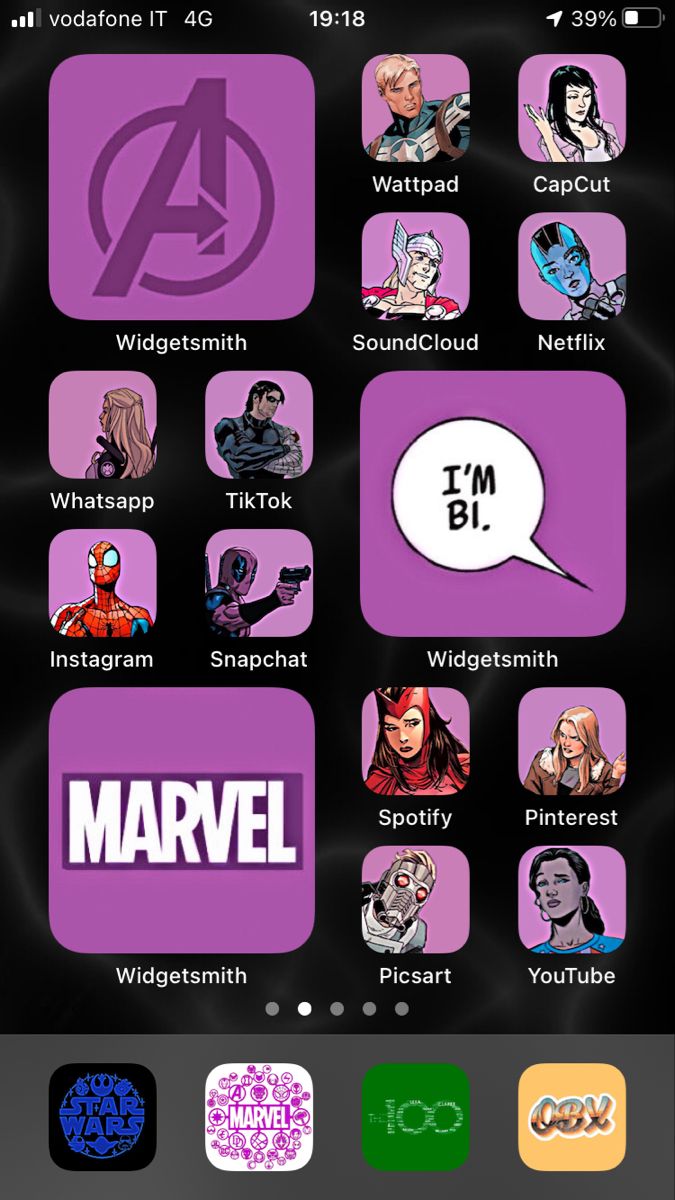 vodafone IT 4G 19:18 39%
Wattpad CapCut
SoundCloud Netflix
Widgetsmith
Whatsapp TikTok
I'M
BI.
Instagram Snapchat
Widgetsmith
MARVEL
Spotify Pinterest
Picsart YouTube
Widgetsmith
STAR
WARS
MARVEL
THE 100
OBX